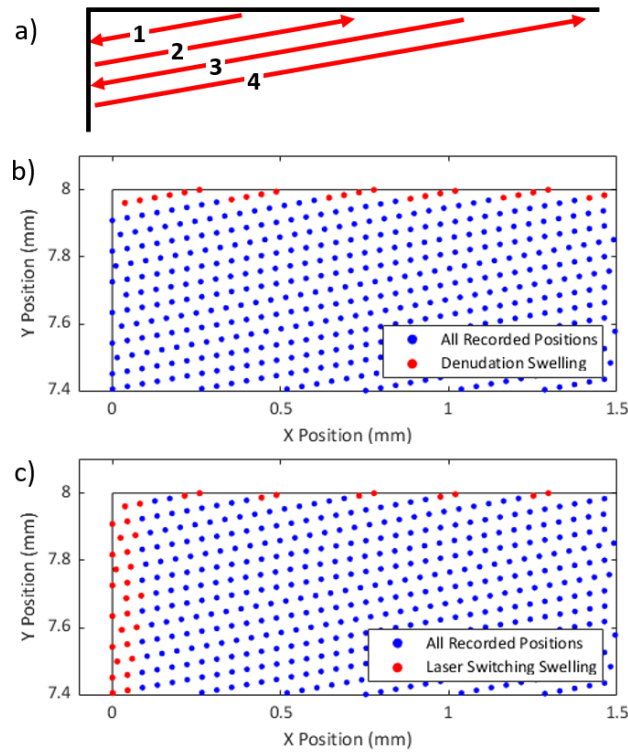 a)
1
2
3
4
b)
8
7.8
7.6
7.4
Y Position (mm)
All Recorded Positions
Denudation Swelling
0
0.5
1
1.5
X Position (mm)
c)
8
7.8
7.6
7.4
Y Position (mm)
All Recorded Positions
Laser Switching Swelling
0
0.5
1
1.5
X Position (mm)